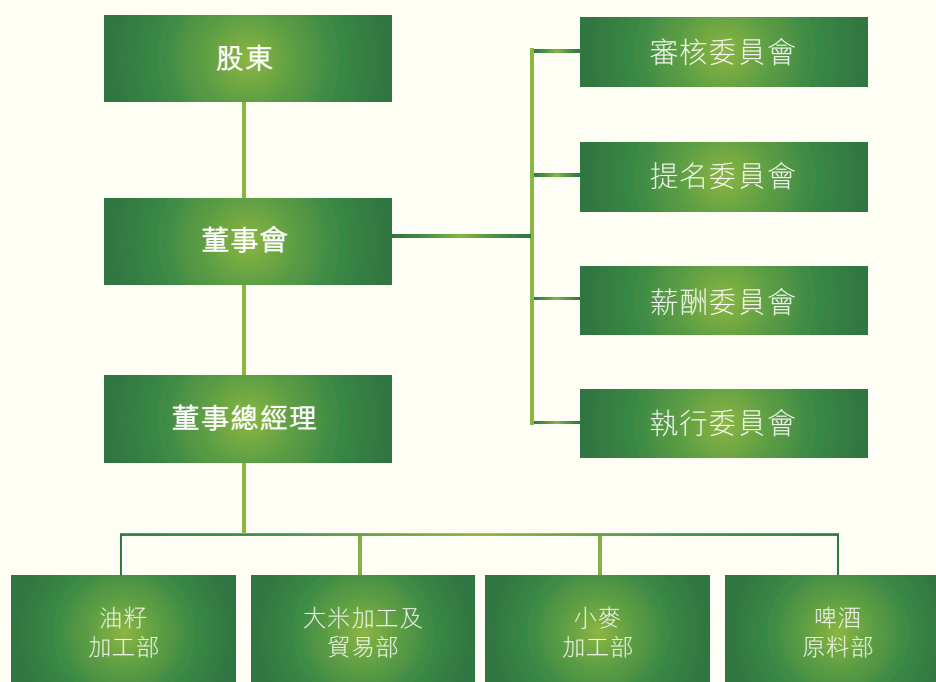 股東
董事會
董事總經理
審核委員會
提名委員會
薪酬委員會
執行委員會
油籽
加工部
大米加工及
貿易部
小麥
加工部
啤酒
原料部